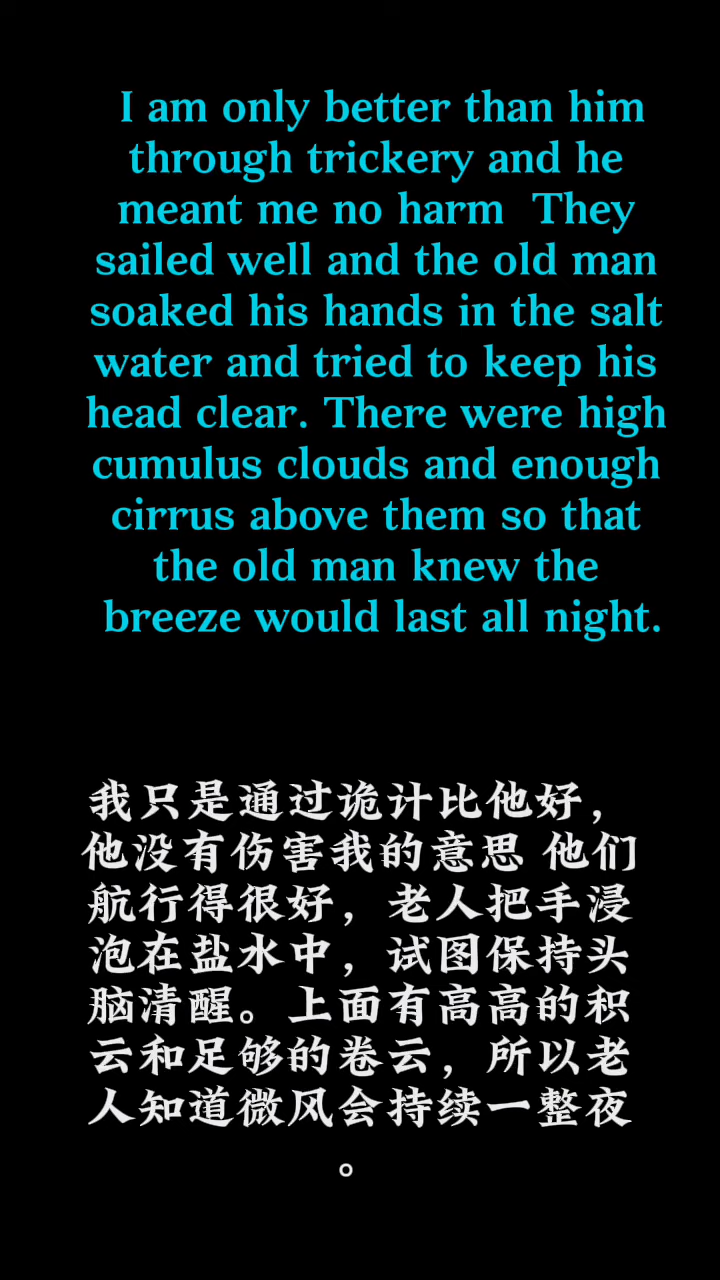 I am only better than him
through trickery and he
meant me no harm  They
sailed well and the old man
soaked his hands in the salt
water and tried to keep his
head clear. There were high
cumulus clouds and enough
cirrus above them so that
the old man knew the
breeze would last all night.
我只是通过诡计比他好，
他没有伤害我的意思 他们
航行得很好，老人把手浸
泡在盐水中，试图保持头
脑清醒。上面有高高的积
云和足够的卷云，所以老
人知道微风会持续一整夜
。